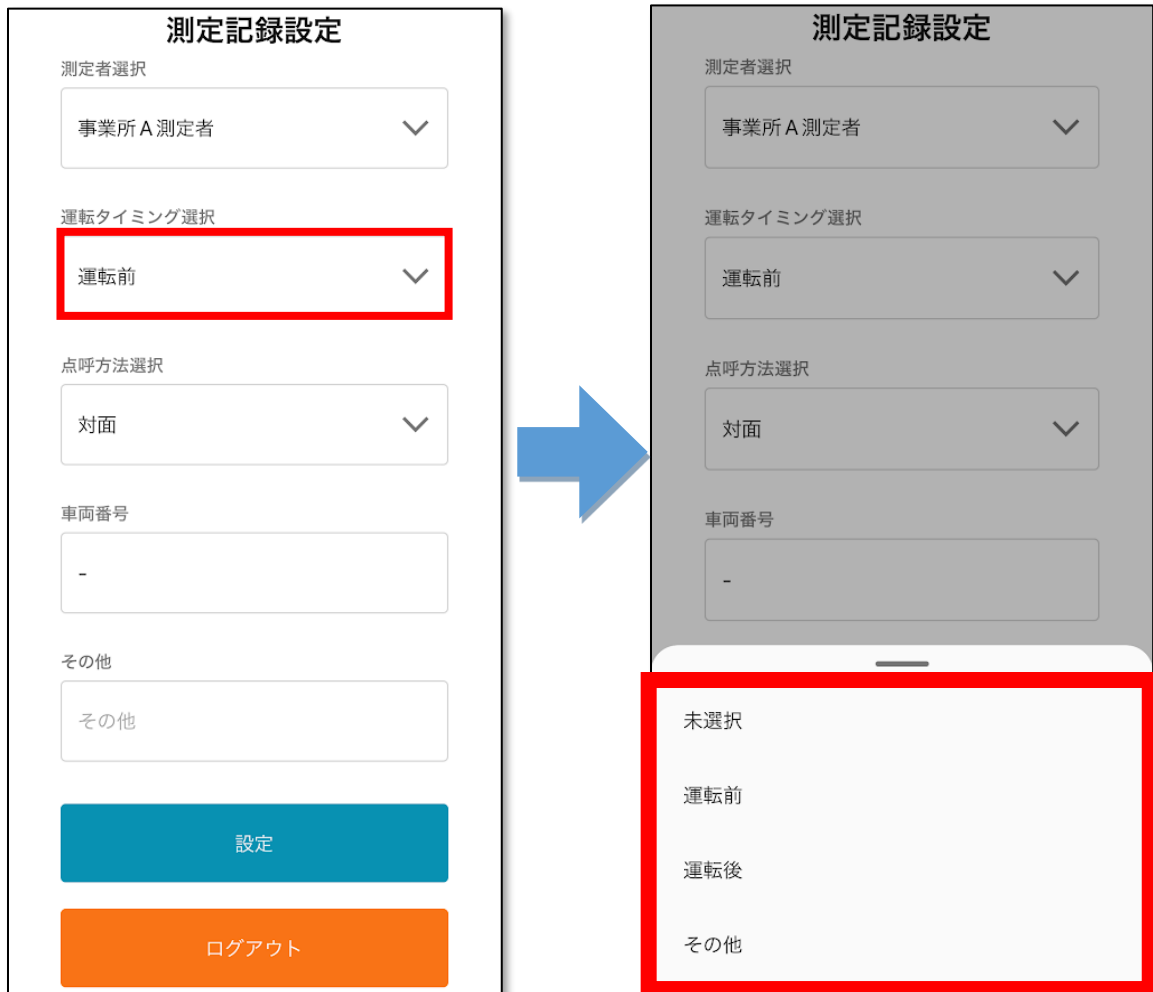 測定記録設定
測定者選択
事業所A測定者
運転タイミング選択
運転前
点呼方法選択
対面
車両番号
-
その他
その他
設定
ログアウト
測定記録設定
測定者選択
事業所A測定者
運転タイミング選択
運転前
点呼方法選択
対面
車両番号
-
未選択
運転前
運転後
その他